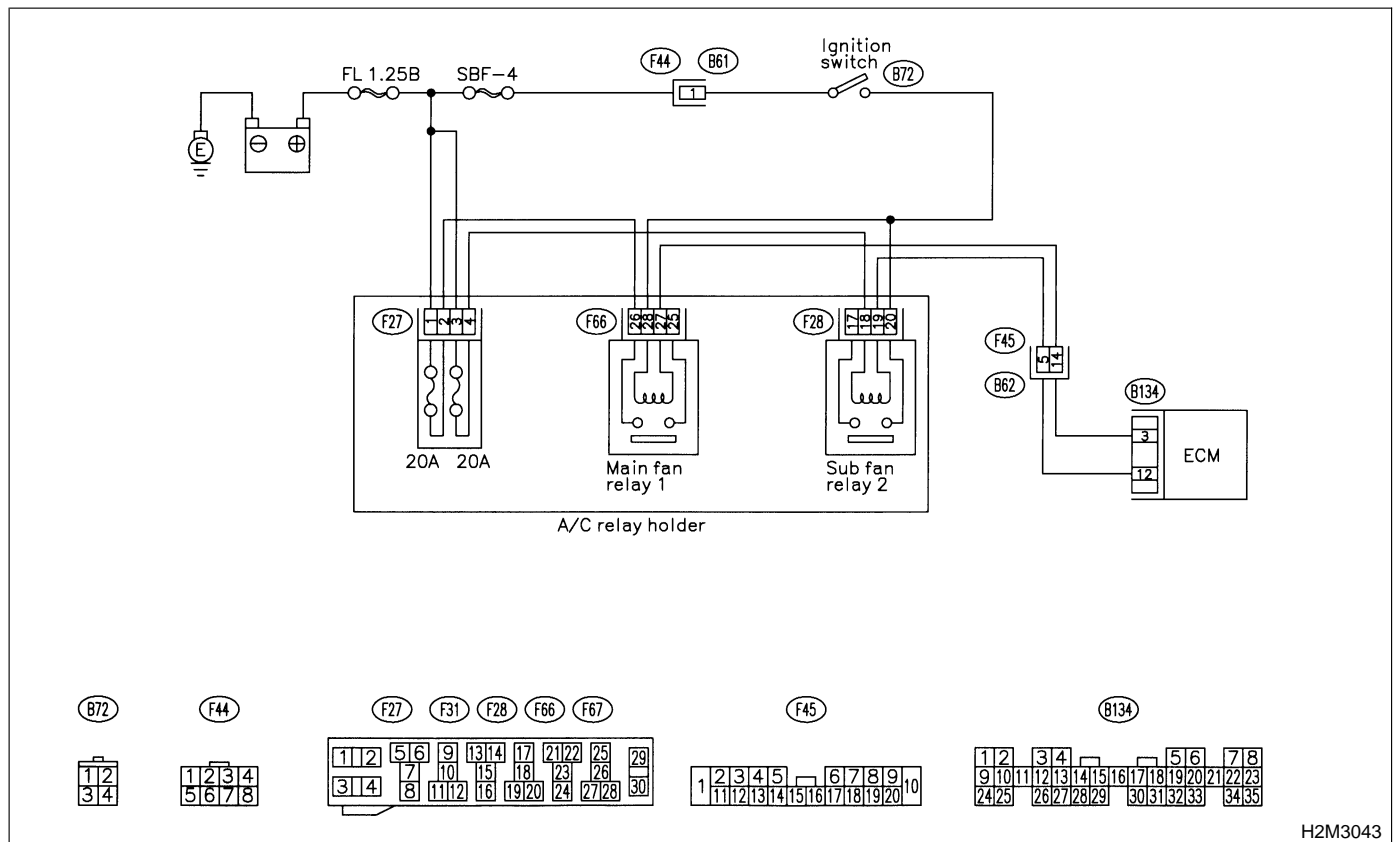 Ignition
switch
F44 B61 B72
FL 1.25B SBF-4
1
E
⊖ ⊕
F27 1 2 3 4
F66 26 28 27 25
F28 17 18 19 20
F45
5 14
B62
B134
3
12
ECM
20A 20A
Main fan
relay 1
Sub fan
relay 2
A/C relay holder
B72 F44 F27 F31 F28 F66 F67 F45 B134
B72
1 2
3 4
F44
1 2 3 4
5 6 7 8
1 2 5 6 9 13 14 17 21 22 25 29
7 10 15 18 23 26
3 4 8 11 12 16 19 20 24 27 28 30
1 2 3 4 5 6 7 8 9 10
11 12 13 14 15 16 17 18 19 20
1 2 3 4 5 6 7 8
9 10 11 12 13 14 15 16 17 18 19 20 21 22 23
24 25 26 27 28 29 30 31 32 33 34 35
H2M3043